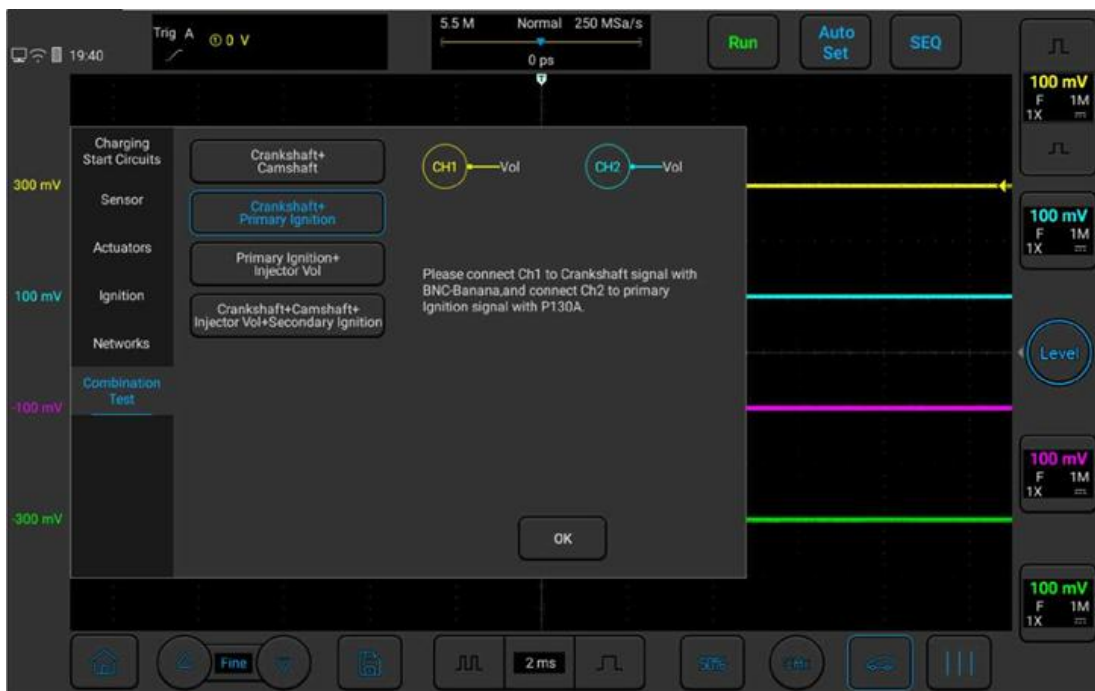 19:40
Trig A ① 0 V
5.5 M Normal 250 MSa/s
0 ps
Run
Auto
Set
SEQ
T
100 mV
F 1M
1X
Charging
Start Circuits
Sensor
Actuators
Ignition
Networks
Combination
Test
Crankshaft+
Camshaft
Crankshaft+
Primary Ignition
Primary Ignition+
Injector Vol
Crankshaft+Camshaft+
Injector Vol+Secondary Ignition
CH1 Vol
CH2 Vol
Please connect Ch1 to Crankshaft signal with
BNC-Banana,and connect Ch2 to primary
Ignition signal with P130A.
OK
300 mV
100 mV
-100 mV
-300 mV
100 mV
F 1M
1X
Level
100 mV
F 1M
1X
100 mV
F 1M
1X
Fine
2 ms
50%